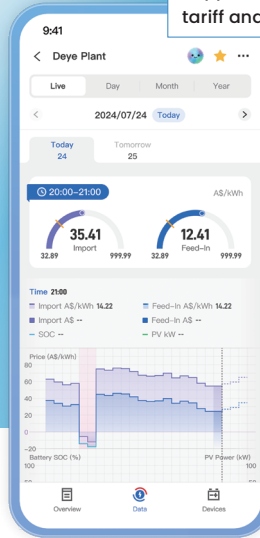 tariff and
9:41
Deye Plant
Live Day Month Year
2024/07/24 Today
Today Tomorrow
24 25
20:00-21:00 A$/kWh
35.41 12.41
Import Feed-In
32.89 999.99 32.89 999.99
Time 21:00
Import A$/kWh 14.22 Feed-In A$/kWh 14.22
Import A$ -- Feed-In A$ --
SOC -- PV kW --
Price (A$/kWh)
80
60
40
20
0
-20
Battery SOC (%) PV Power (kW)
100 100
Overview Data Devices